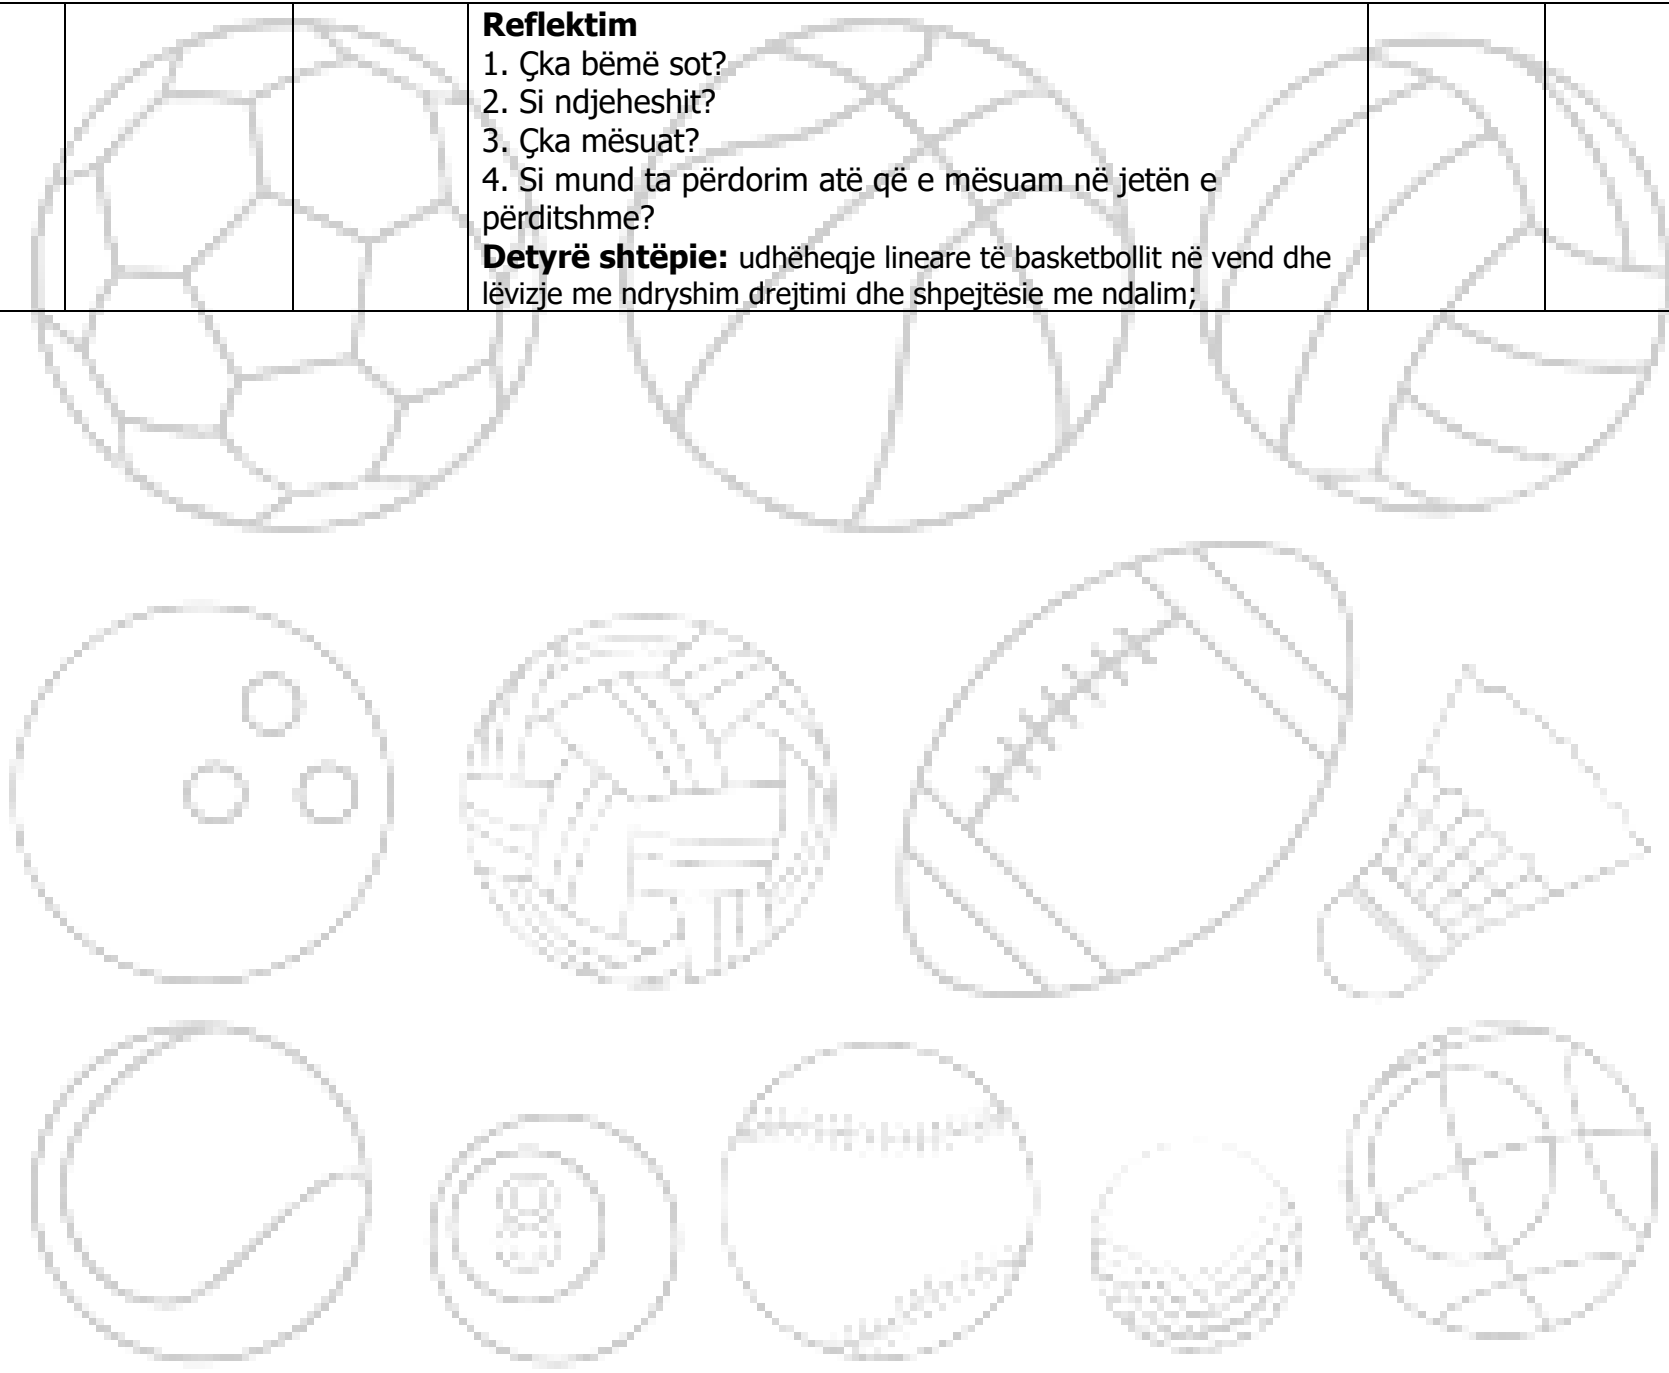 Reflektim
1. Çka bëmë sot?
2. Si ndjeheshit?
3. Çka mësuat?
4. Si mund ta përdorim atë që e mësuam në jetën e
përditshme?
Detyrë shtëpie: udhëheqje lineare të basketbollit në vend dhe
lëvizje me ndryshim drejtimi dhe shpejtësie me ndalim;
8